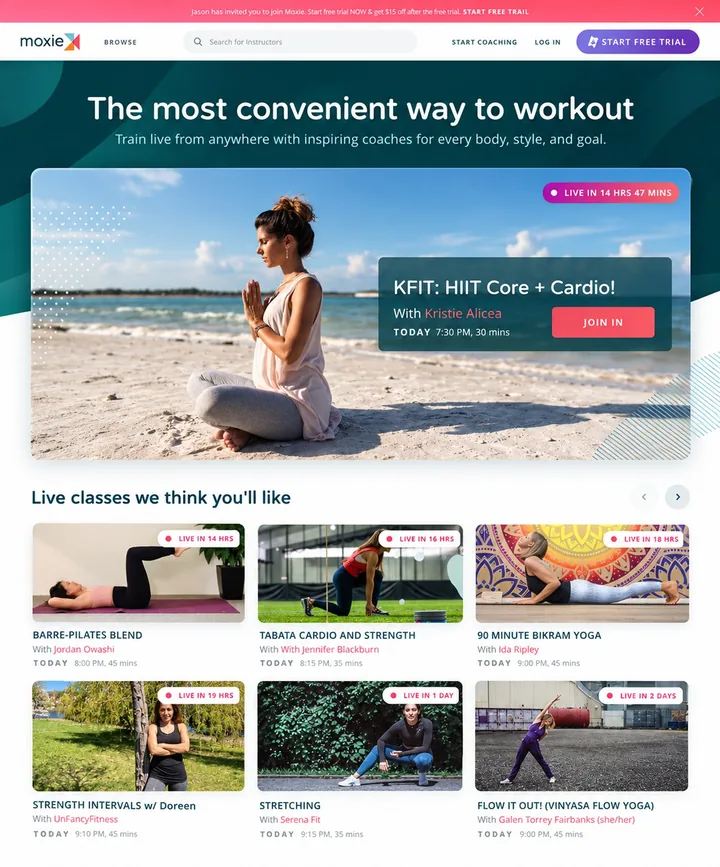 Jason has invited you to join Moxie. Start free trial NOW & get $15 off after the free trial. START FREE TRAIL
moxie
BROWSE
Search for Instructors
START COACHING
LOG IN
START FREE TRIAL
The most convenient way to workout
Train live from anywhere with inspiring coaches for every body, style, and goal.
LIVE IN 14 HRS 47 MINS
KFIT: HIIT Core + Cardio!
With Kristie Alicea
TODAY 7:30 PM, 30 mins
JOIN IN
Live classes we think you'll like
LIVE IN 14 HRS
BARRE-PILATES BLEND
With Jordan Owashi
TODAY 8:00 PM, 45 mins
LIVE IN 16 HRS
TABATA CARDIO AND STRENGTH
With With Jennifer Blackburn
TODAY 8:15 PM, 35 mins
LIVE IN 18 HRS
90 MINUTE BIKRAM YOGA
With Ida Ripley
TODAY 9:00 PM, 45 mins
LIVE IN 19 HRS
STRENGTH INTERVALS w/ Doreen
With UnFancyFitness
TODAY 9:10 PM, 45 mins
LIVE IN 1 DAY
STRETCHING
With Serena Fit
TODAY 9:15 PM, 35 mins
LIVE IN 2 DAYS
FLOW IT OUT! (VINYASA FLOW YOGA)
With Galen Torrey Fairbanks (she/her)
TODAY 9:00 PM, 45 mins